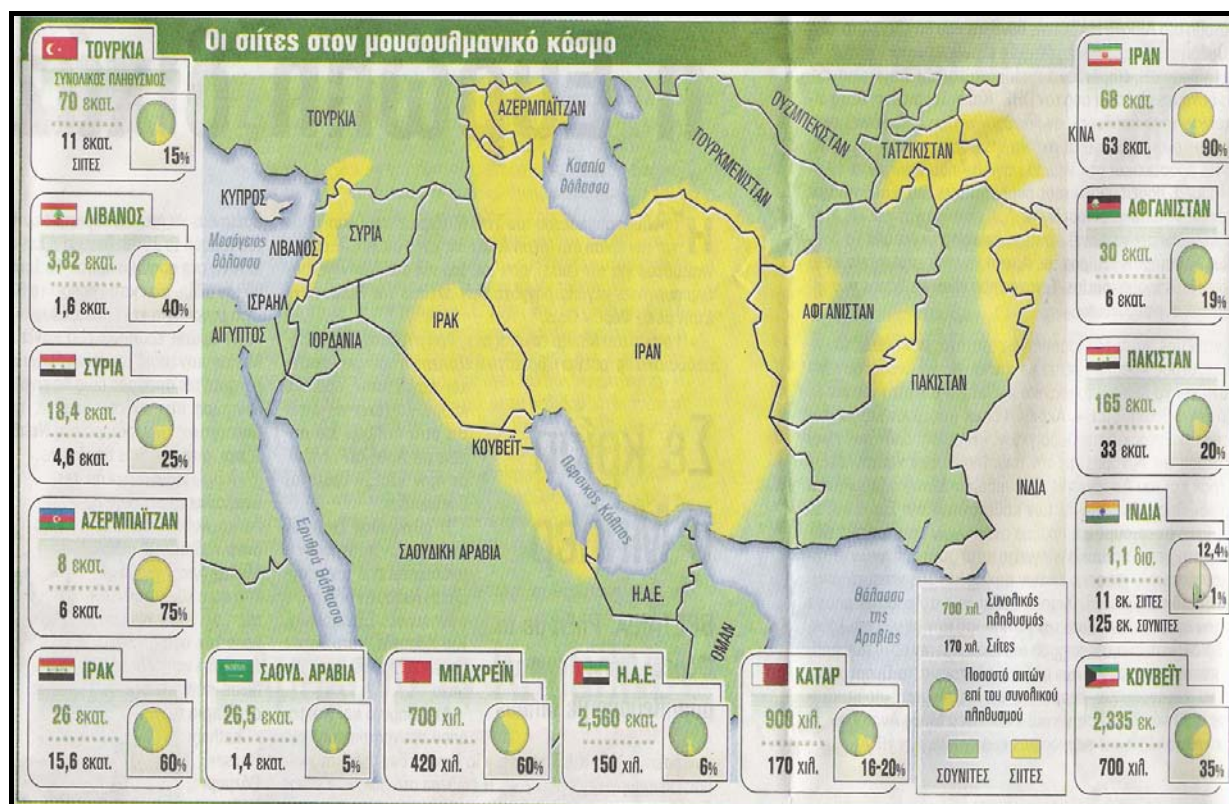 Οι σιίτες στον μουσουλμανικό κόσμο
ΤΟΥΡΚΙΑ
ΣΥΝΟΛΙΚΟΣ ΠΛΗΘΥΣΜΟΣ
70 εκατ.
11 εκατ.
ΣΙΙΤΕΣ
15%
ΛΙΒΑΝΟΣ
3,82 εκατ.
1,6 εκατ.
40%
ΣΥΡΙΑ
18,4 εκατ.
4,6 εκατ.
25%
ΑΖΕΡΜΠΑΪΤΖΑΝ
8 εκατ.
6 εκατ.
75%
ΙΡΑΚ
26 εκατ.
15,6 εκατ.
60%
ΣΑΟΥΔ. ΑΡΑΒΙΑ
26,5 εκατ.
1,4 εκατ.
5%
ΜΠΑΧΡΕΪΝ
700 χιλ.
420 χιλ.
60%
Η.Α.Ε.
2,560 εκατ.
150 χιλ.
6%
ΚΑΤΑΡ
900 χιλ.
170 χιλ.
16-20%
ΙΡΑΝ
68 εκατ.
63 εκατ.
90%
ΑΦΓΑΝΙΣΤΑΝ
30 εκατ.
6 εκατ.
19%
ΠΑΚΙΣΤΑΝ
165 εκατ.
33 εκατ.
20%
ΙΝΔΙΑ
1,1 δισ.
12,4%
11 εκ. ΣΙΙΤΕΣ
1%
125 εκ. ΣΟΥΝΙΤΕΣ
ΚΟΥΒΕΪΤ
2,335 εκ.
700 χιλ.
35%
ΤΟΥΡΚΙΑ
ΑΖΕΡΜΠΑΪΤΖΑΝ
Κασπία
θάλασσα
ΤΟΥΡΚΜΕΝΙΣΤΑΝ
ΟΥΖΜΠΕΚΙΣΤΑΝ
ΤΑΤΖΙΚΙΣΤΑΝ
ΚΙΝΑ
ΚΥΠΡΟΣ
Μεσόγειος
θάλασσα
ΛΙΒΑΝΟΣ
ΣΥΡΙΑ
ΙΣΡΑΗΛ
ΑΙΓΥΠΤΟΣ
ΙΟΡΔΑΝΙΑ
ΙΡΑΚ
ΙΡΑΝ
ΑΦΓΑΝΙΣΤΑΝ
ΠΑΚΙΣΤΑΝ
ΙΝΔΙΑ
ΚΟΥΒΕΪΤ
Περσικός Κόλπος
Ερυθρά θάλασσα
ΣΑΟΥΔΙΚΗ ΑΡΑΒΙΑ
Η.Α.Ε.
ΟΜΑΝ
θάλασσα
της
Αραβίας
700 χιλ. Συνολικός
πληθυσμός
170 χιλ. Σιίτες
Ποσοστό σιιτών
επί του συνολικού
πληθυσμού
ΣΟΥΝΙΤΕΣ ΣΙΙΤΕΣ